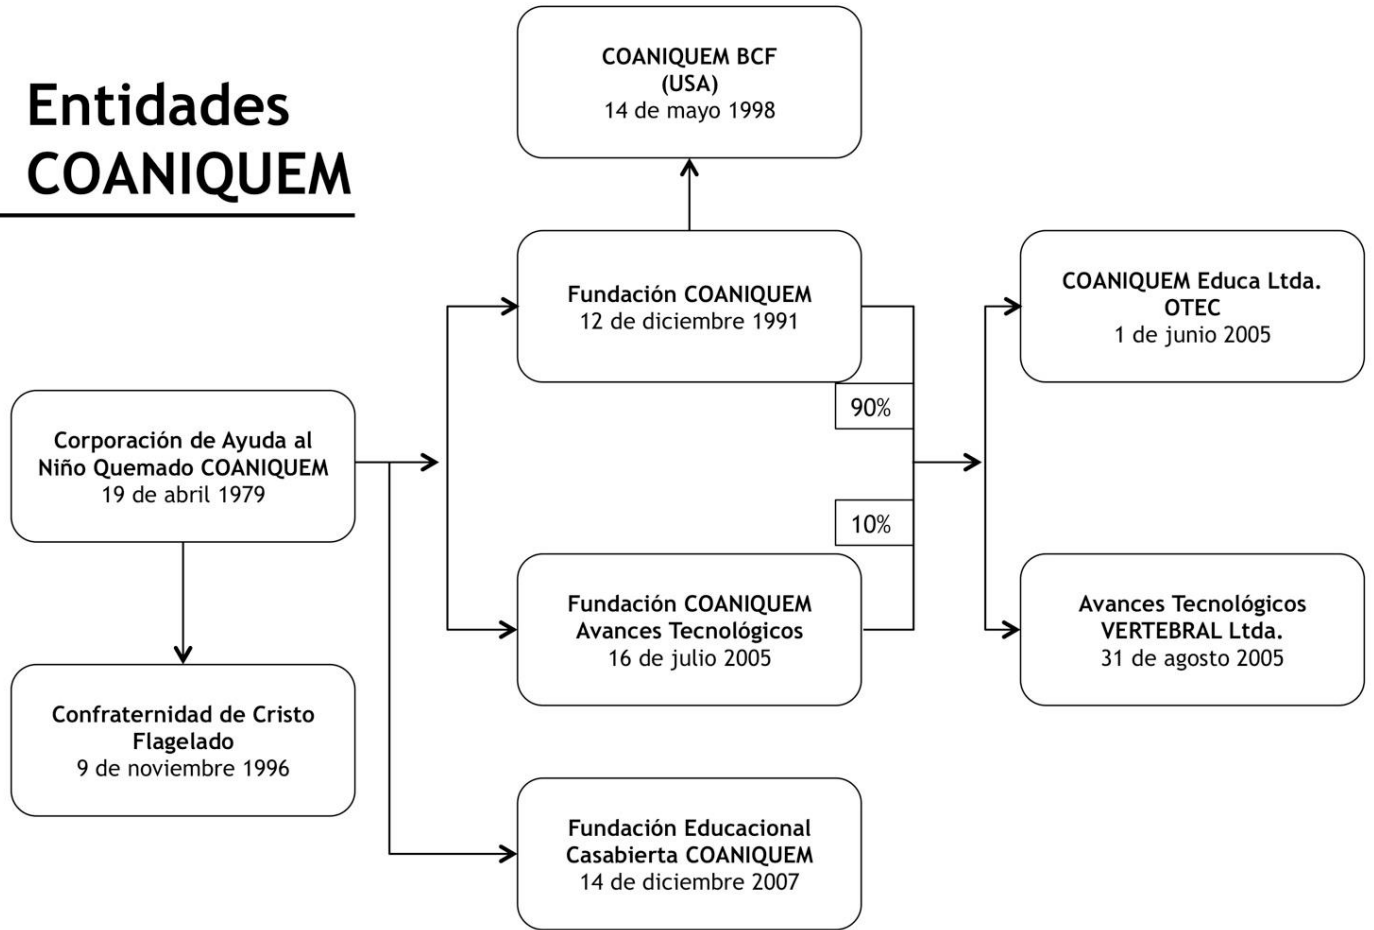 Entidades
COANIQUEM
COANIQUEM BCF
(USA)
14 de mayo 1998
Fundación COANIQUEM
12 de diciembre 1991
COANIQUEM Educa Ltda.
OTEC
1 de junio 2005
90%
Corporación de Ayuda al
Niño Quemado COANIQUEM
19 de abril 1979
10%
Fundación COANIQUEM
Avances Tecnológicos
16 de julio 2005
Avances Tecnológicos
VERTEBRAL Ltda.
31 de agosto 2005
Confraternidad de Cristo
Flagelado
9 de noviembre 1996
Fundación Educacional
Casabierta COANIQUEM
14 de diciembre 2007